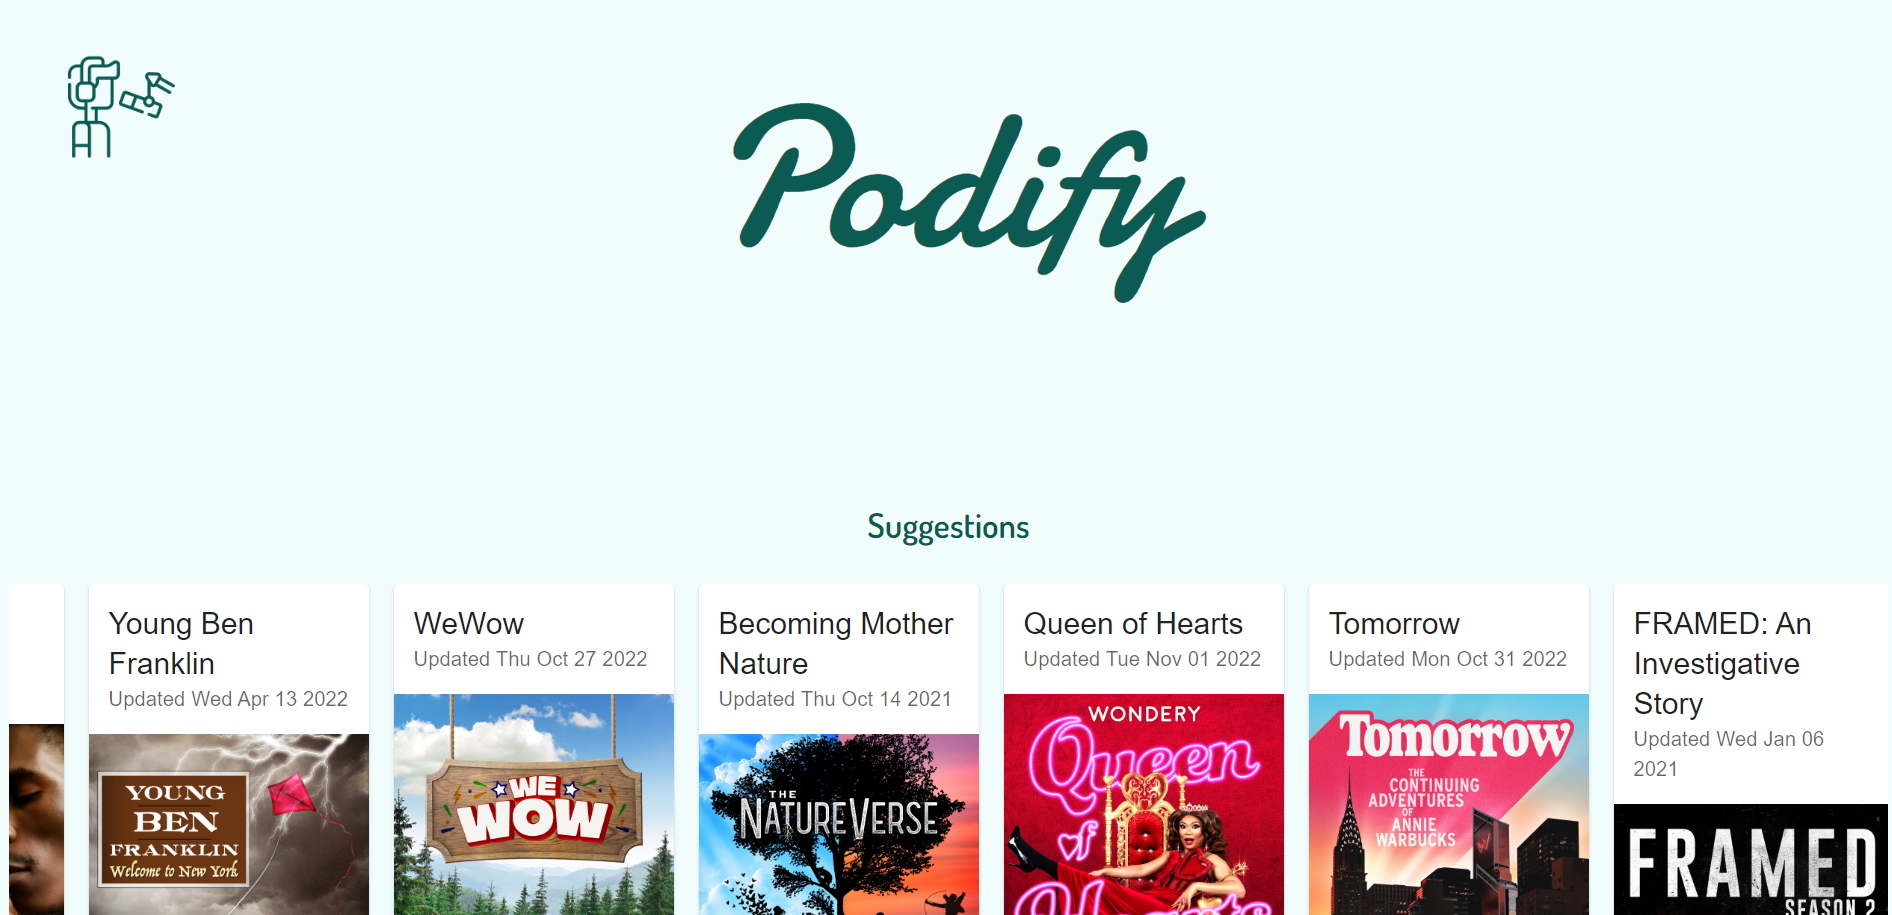 Podify
Suggestions
Young Ben
Franklin
Updated Wed Apr 13 2022
YOUNG
BEN
FRANKLIN
Welcome to New York
WeWow
Updated Thu Oct 27 2022
WE
WOW
Becoming Mother
Nature
Updated Thu Oct 14 2021
THE
NATUREVERSE
Queen of Hearts
Updated Tue Nov 01 2022
WONDERY
Queen
of
Hearts
Tomorrow
Updated Mon Oct 31 2022
Tomorrow
THE
CONTINUING
ADVENTURES
OF
ANNIE
WARBUCKS
FRAMED: An
Investigative
Story
Updated Wed Jan 06
2021
FRAMED
SEASON 2